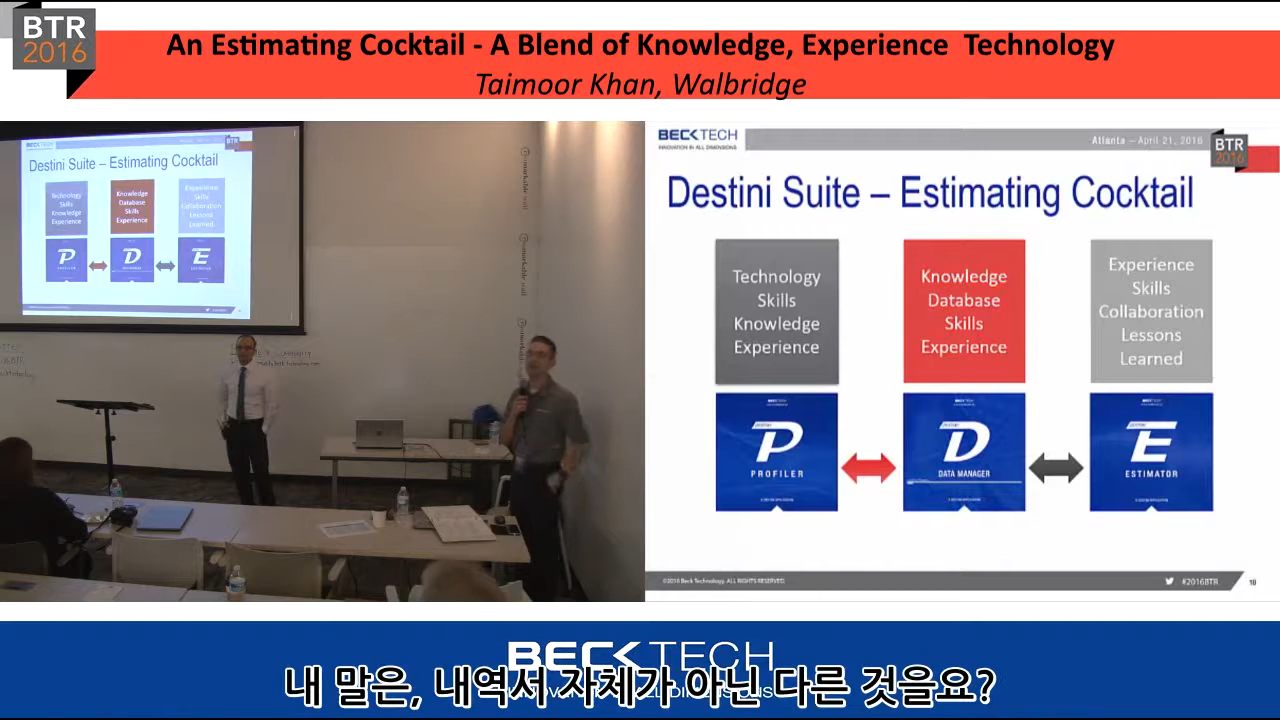 BTR
2016
An Estimating Cocktail - A Blend of Knowledge, Experience Technology
Taimoor Khan, Walbridge
BECK TECH
BTR
Destini Suite – Estimating Cocktail
Technology
Skills
Knowledge
Experience
Knowledge
Database
Skills
Experience
Experience
Skills
Collaboration
Lessons
Learned
P
D
E
BECK TECH
INNOVATION IN ALL DIMENSIONS
Atlanta – April 21, 2016
BTR
2016
Destini Suite – Estimating Cocktail
Technology
Skills
Knowledge
Experience
Knowledge
Database
Skills
Experience
Experience
Skills
Collaboration
Lessons
Learned
P
PROFILER
D
DATA MANAGER
E
ESTIMATOR
©2016 Beck Technology. ALL RIGHTS RESERVED
#2016BTR
BECK TECH
내 말은, 내역서 자체가 아닌 다른 것을요?